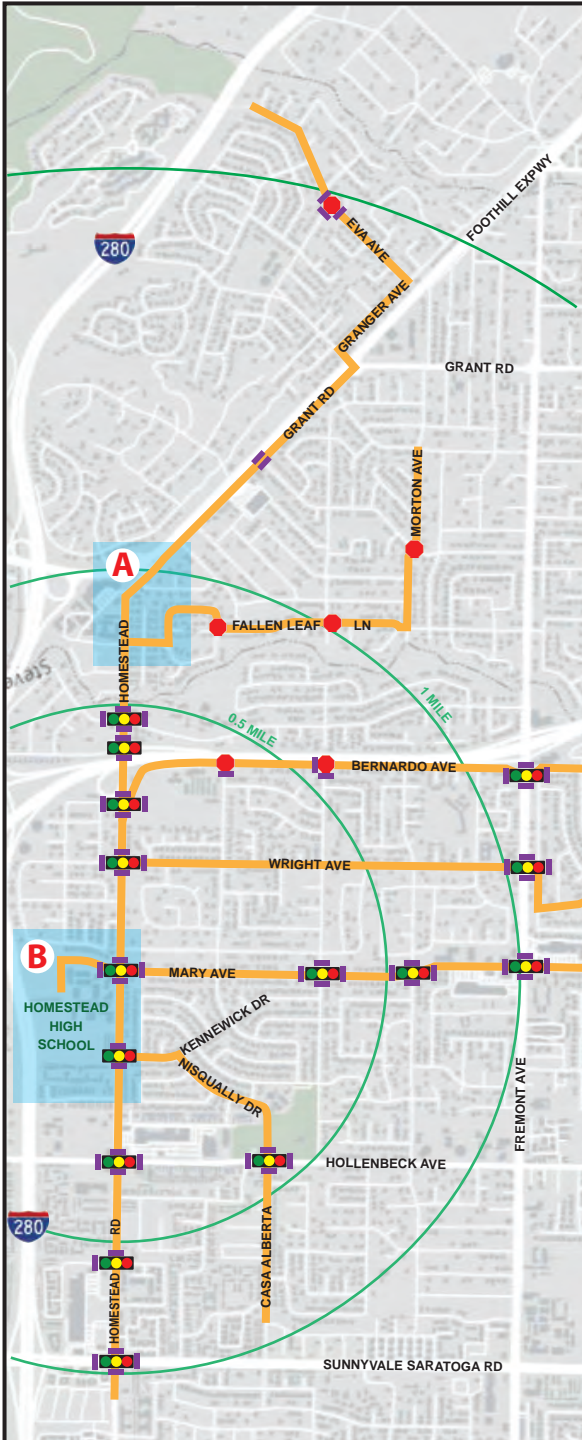 FOOTHILL EXPWY
EVA AVE
280
GRANGER AVE
GRANT RD
GRANT RD
MORTON AVE
A
FALLEN LEAF LN
HOMESTEAD
Steve
1 MILE
0.5 MILE
BERNARDO AVE
WRIGHT AVE
B
MARY AVE
HOMESTEAD
HIGH
SCHOOL
KENNEWICK DR
NISQUALLY DR
FREMONT AVE
HOLLENBECK AVE
280
CASA ALBERTA
HOMESTEAD RD
SUNNYVALE SARATOGA RD